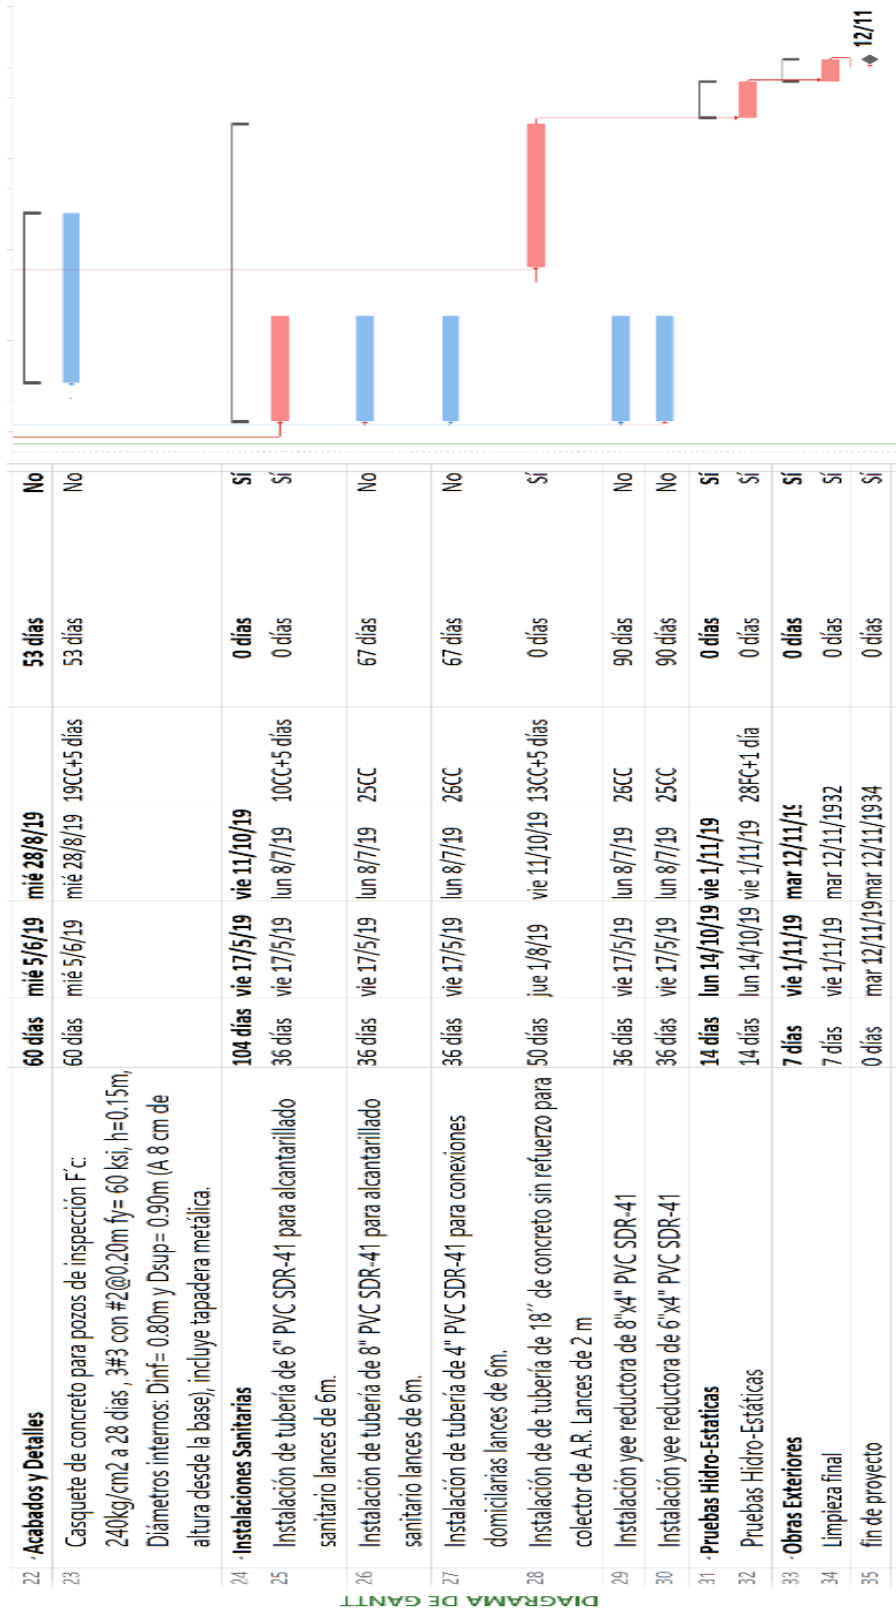 22 Acabados y Detalles 60 días mié 5/6/19 mié 28/8/19 53 días No
23 Casquete de concreto para pozos de inspección F´c: 60 días mié 5/6/19 mié 28/8/19 19CC+5 días 53 días No
240kg/cm2 a 28 dias , 3#3 con #2@0.20m fy= 60 ksi, h=0.15m,
Diámetros internos: Dinf= 0.80m y Dsup= 0.90m (A 8 cm de
altura desde la base), incluye tapadera metálica.
24 Instalaciones Sanitarias 104 días vie 17/5/19 vie 11/10/19 0 días Sí
25 Instalación de tubería de 6" PVC SDR-41 para alcantarillado 36 días vie 17/5/19 lun 8/7/19 10CC+5 días 0 días Sí
sanitario lances de 6m.
26 Instalación de tubería de 8" PVC SDR-41 para alcantarillado 36 días vie 17/5/19 lun 8/7/19 25CC 67 días No
sanitario lances de 6m.
27 Instalación de tubería de 4" PVC SDR-41 para conexiones 36 días vie 17/5/19 lun 8/7/19 26CC 67 días No
domiciliarias lances de 6m.
28 Instalación de de tubería de 18´´ de concreto sin refuerzo para 50 días jue 1/8/19 vie 11/10/19 13CC+5 días 0 días Sí
colector de A.R. Lances de 2 m
29 Instalación yee reductora de 8"x4" PVC SDR-41 36 días vie 17/5/19 lun 8/7/19 26CC 90 días No
30 Instalación yee reductora de 6"x4" PVC SDR-41 36 días vie 17/5/19 lun 8/7/19 25CC 90 días No
31 Pruebas Hidro-Estaticas 14 días lun 14/10/19 vie 1/11/19 0 días Sí
32 Pruebas Hidro-Estáticas 14 días lun 14/10/19 vie 1/11/19 28FC+1 día 0 días Sí
33 Obras Exteriores 7 días vie 1/11/19 mar 12/11/19 0 días Sí
34 Limpieza final 7 días vie 1/11/19 mar 12/11/19 32 0 días Sí
35 fin de proyecto 0 días mar 12/11/19 mar 12/11/19 34 0 días Sí
12/11
DIAGRAMA DE GANTT